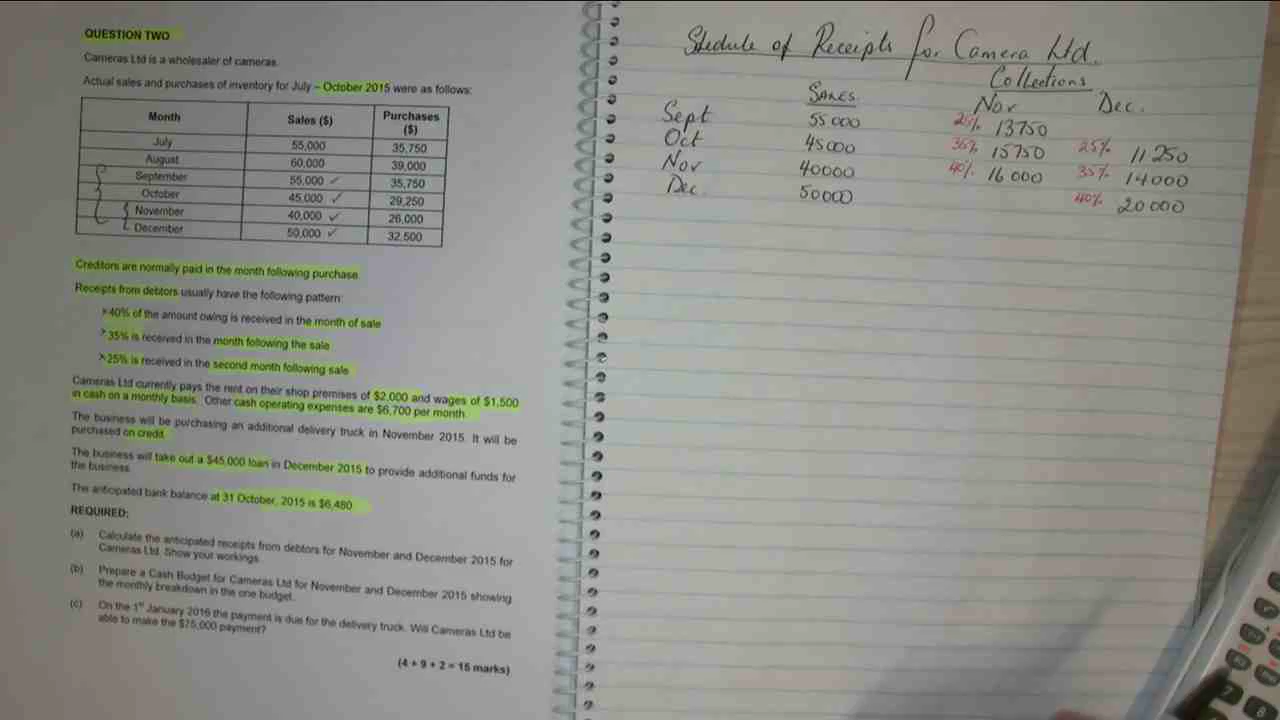 QUESTION TWO
Cameras Ltd is a wholesaler of cameras.
Actual sales and purchases of inventory for July – October 2015 were as follows:
Month Sales ($) Purchases ($)
July 55,000 35,750
August 60,000 39,000
September 55,000 ✓ 35,750
October 45,000 ✓ 29,250
November 40,000 ✓ 26,000
December 50,000 ✓ 32,500
Creditors are normally paid in the month following purchase.
Receipts from debtors usually have the following pattern:
40% of the amount owing is received in the month of sale
35% is received in the month following the sale
25% is received in the second month following sale
Cameras Ltd currently pays the rent on their shop premises of $2,000 and wages of $1,500
in cash on a monthly basis. Other cash operating expenses are $6,700 per month.
The business will be purchasing an additional delivery truck in November 2015. It will be
purchased on credit.
The business will take out a $45,000 loan in December 2015 to provide additional funds for
the business.
The anticipated bank balance at 31 October, 2015 is $6,480
REQUIRED:
(a) Calculate the anticipated receipts from debtors for November and December 2015 for
Cameras Ltd. Show your workings.
(b) Prepare a Cash Budget for Cameras Ltd for November and December 2015 showing
the monthly breakdown in the one budget.
(c) On the 1st January 2016 the payment is due for the delivery truck. Will Cameras Ltd be
able to make the $75,000 payment?
(4 + 9 + 2 = 15 marks)
Schedule of Receipts for Camera Ltd.
Collections
SALES Nov Dec.
Sept 55000 25% 13750
Oct 45000 35% 15750 25% 11250
Nov 40000 40% 16000 35% 14000
Dec 50000 40% 20000